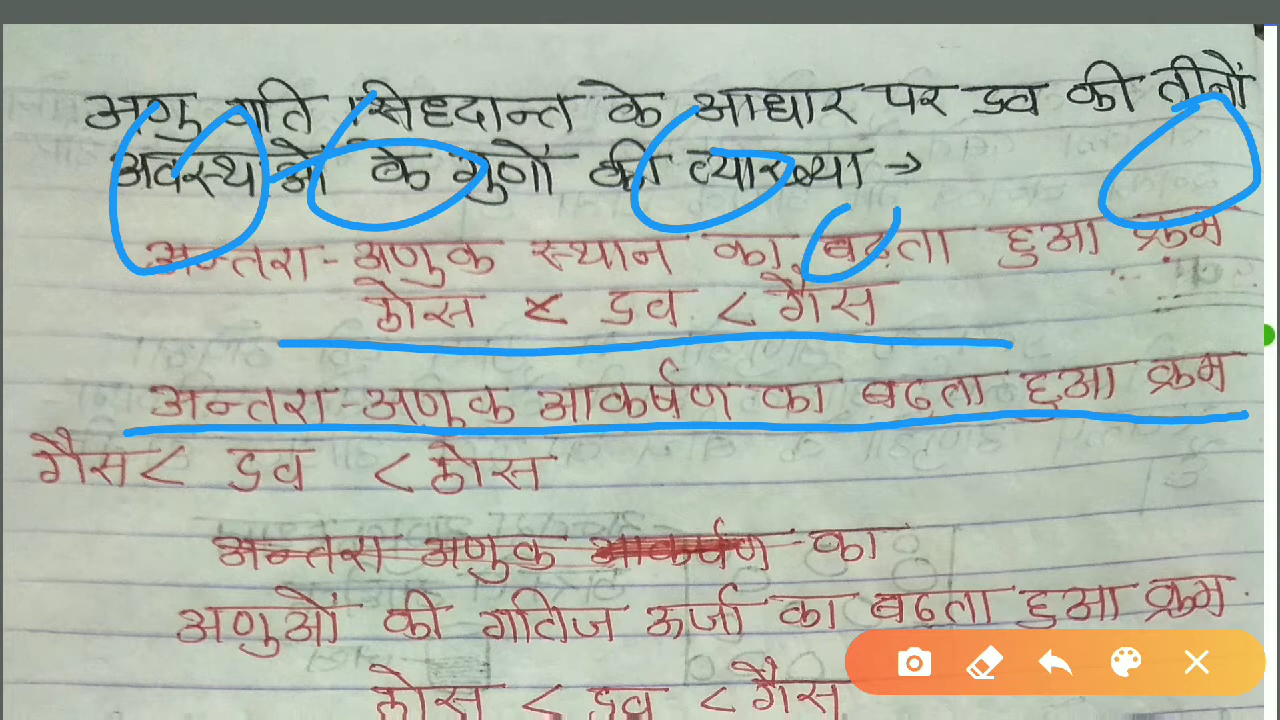 अणु गति सिध्दान्त के आधार पर द्रव की तीनों
अवस्थाओं के गुणों की व्याख्या →
अन्तरा-अणुक स्थान का बढ़ता हुआ क्रम
ठोस < द्रव < गैस
अन्तरा-अणुक आकर्षण का बढ़ता हुआ क्रम
गैस < द्रव < ठोस
अन्तरा अणुक आकर्षण का
अणुओं की गतिज ऊर्जा का बढ़ता हुआ क्रम
ठोस < द्रव < गैस